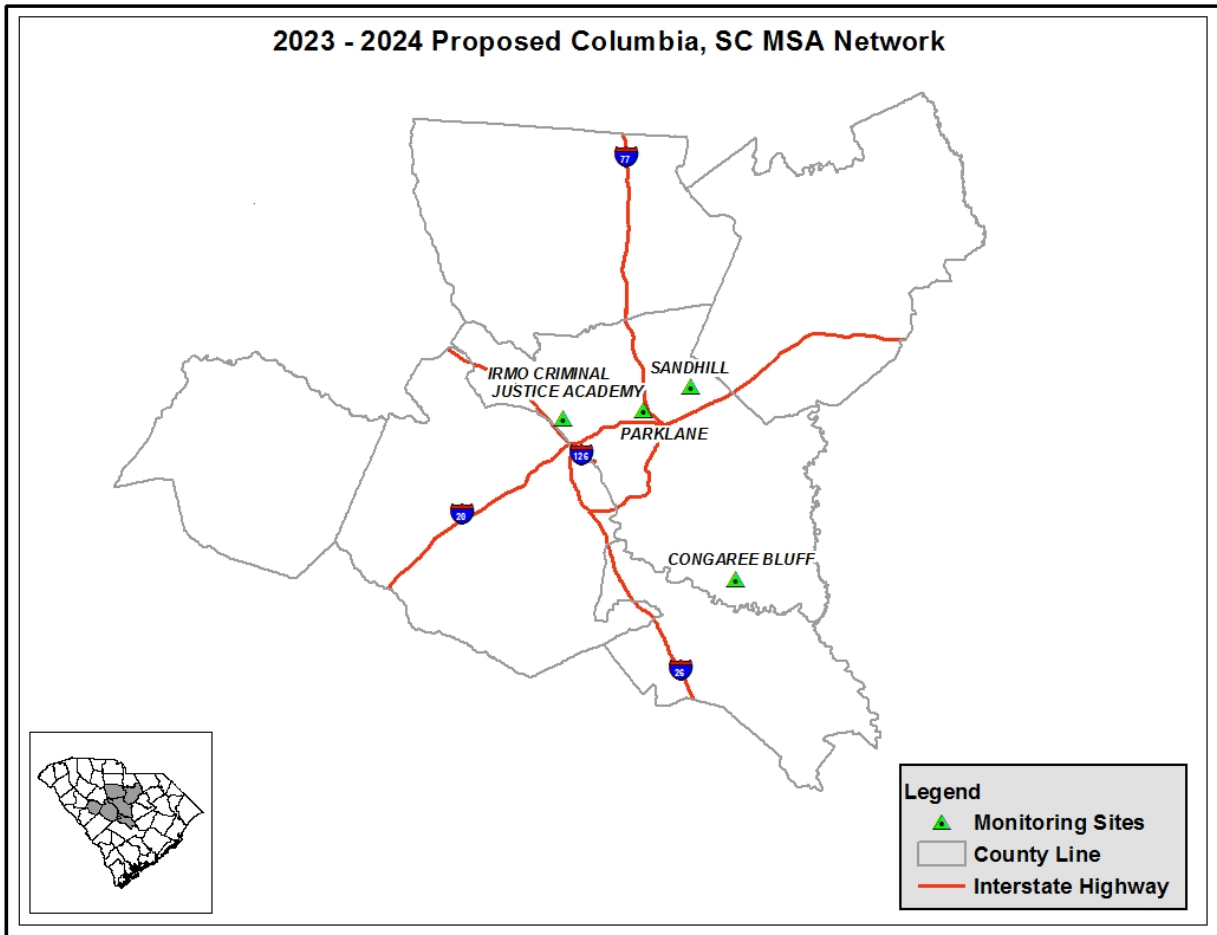 2023 - 2024 Proposed Columbia, SC MSA Network
77
IRMO CRIMINAL
JUSTICE ACADEMY
SANDHILL
PARKLANE
126
20
CONGAREE BLUFF
26
Legend
Monitoring Sites
County Line
Interstate Highway